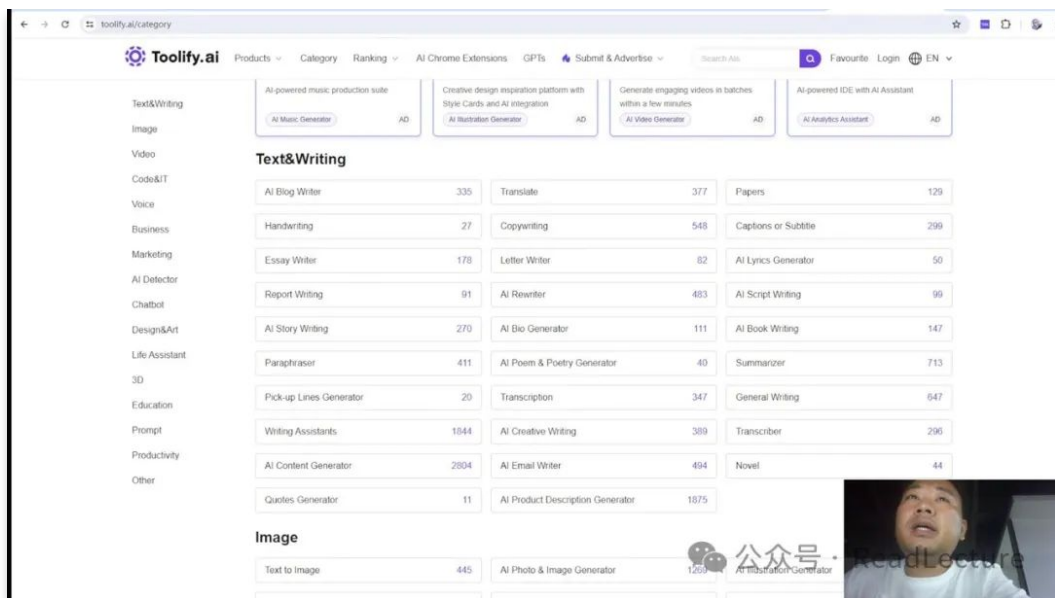 toolify.ai/category
Toolify.ai Products Category Ranking AI Chrome Extensions GPTs Submit & Advertise Search AIs Favourite Login EN
Text&Writing
Image
Video
Code&IT
Voice
Business
Marketing
AI Detector
Chatbot
Design&Art
Life Assistant
3D
Education
Prompt
Productivity
Other
AI-powered music production suite
AI Music Generator AD
Creative design inspiration platform with
Style Cards and AI integration
AI Illustration Generator AD
Generate engaging videos in batches
within a few minutes
AI Video Generator AD
AI-powered IDE with AI Assistant
AI Analytics Assistant AD
Text&Writing
AI Blog Writer 335 Translate 377 Papers 129
Handwriting 27 Copywriting 548 Captions or Subtitle 299
Essay Writer 178 Letter Writer 82 AI Lyrics Generator 50
Report Writing 91 AI Rewriter 483 AI Script Writing 99
AI Story Writing 270 AI Bio Generator 111 AI Book Writing 147
Paraphraser 411 AI Poem & Poetry Generator 40 Summarizer 713
Pick-up Lines Generator 20 Transcription 347 General Writing 647
Writing Assistants 1844 AI Creative Writing 389 Transcriber 296
AI Content Generator 2804 AI Email Writer 494 Novel 44
Quotes Generator 11 AI Product Description Generator 1875
Image
Text to Image 445 AI Photo & Image Generator 1269 AI Illustration Generator
公众号 · ReadLecture